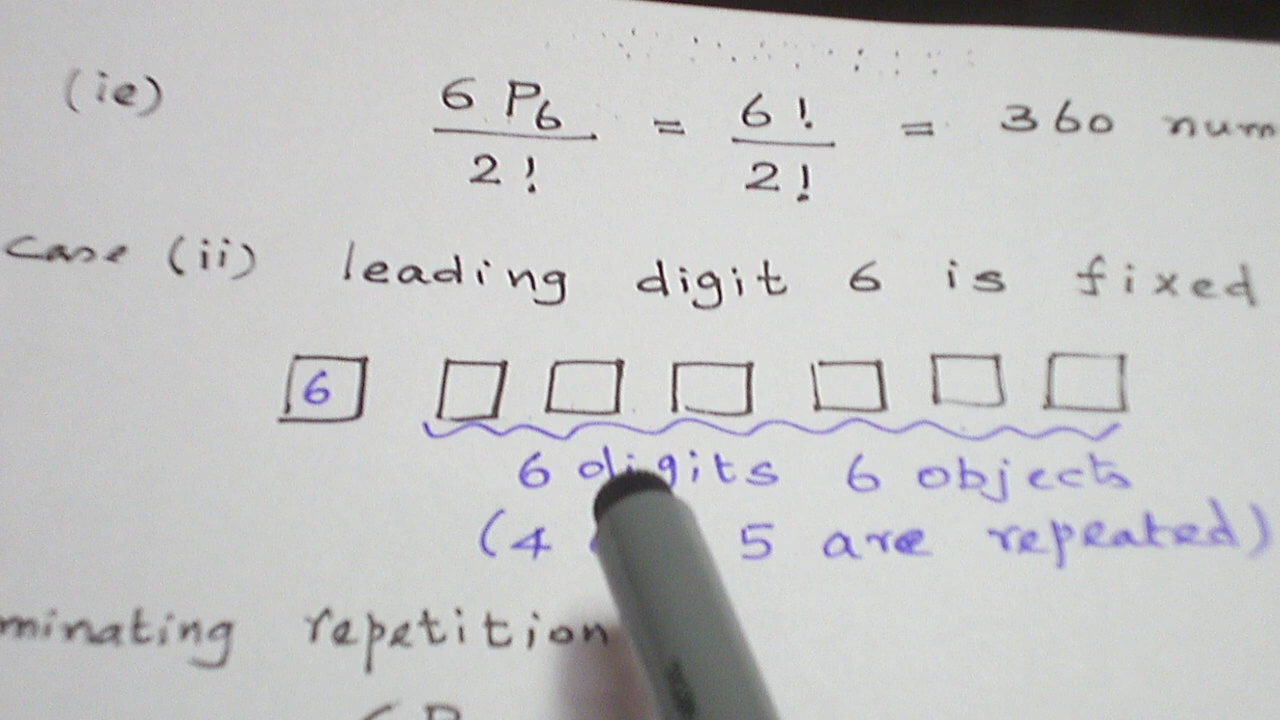 (ie) 6P6 / 2! = 6! / 2! = 360 num
case (ii) leading digit 6 is fixed
6
6 digits 6 objects
(4 5 are repeated)
minating repetition
6P